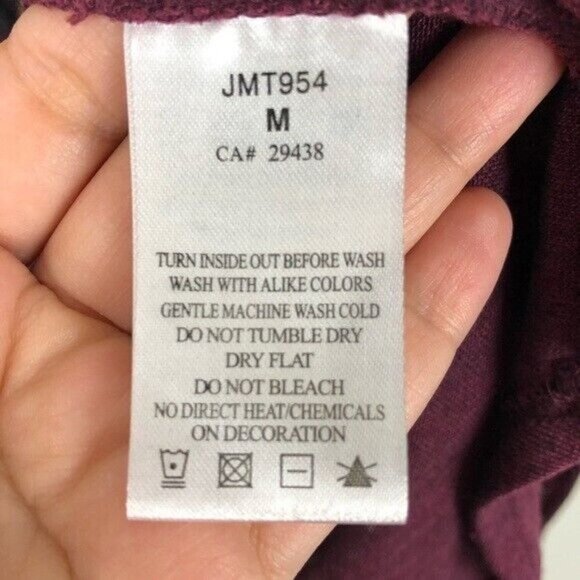 JMT954
M
CA# 29438
TURN INSIDE OUT BEFORE WASH
WASH WITH ALIKE COLORS
GENTLE MACHINE WASH COLD
DO NOT TUMBLE DRY
DRY FLAT
DO NOT BLEACH
NO DIRECT HEAT/CHEMICALS
ON DECORATION